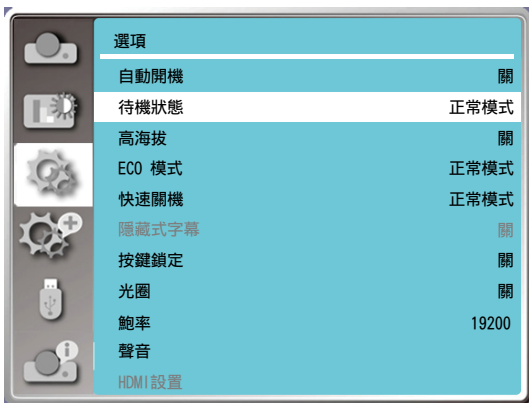 選項
自動開機 關
待機狀態 正常模式
高海拔 關
ECO 模式 正常模式
快速關機 正常模式
隱藏式字幕 關
按鍵鎖定 關
光圈 關
鮑率 19200
聲音
HDMI設置